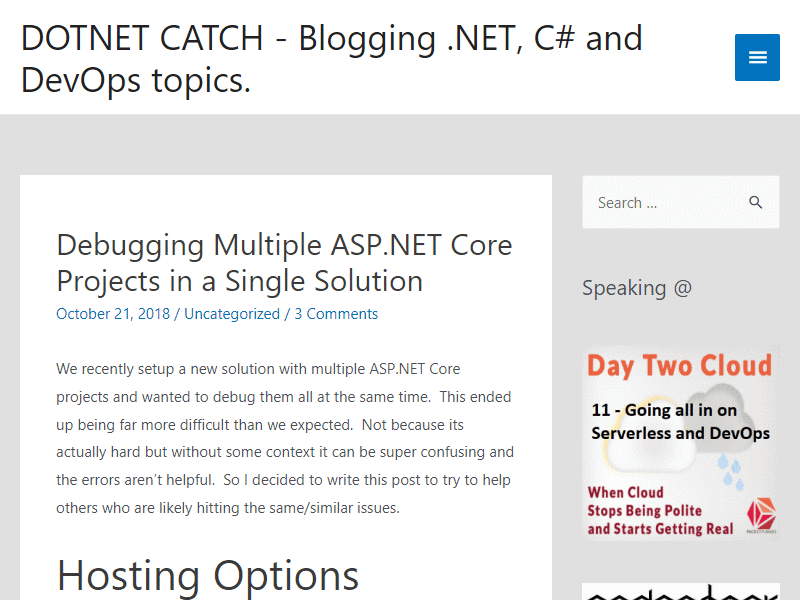 DOTNET CATCH - Blogging .NET, C# and
DevOps topics.
Debugging Multiple ASP.NET Core
Projects in a Single Solution
October 21, 2018 / Uncategorized / 3 Comments
We recently setup a new solution with multiple ASP.NET Core
projects and wanted to debug them all at the same time.  This ended
up being far more difficult than we expected.  Not because its
actually hard but without some context it can be super confusing and
the errors aren’t helpful.  So I decided to write this post to try to help
others who are likely hitting the same/similar issues.
Hosting Options
Search ...
Speaking @
Day Two Cloud
11 - Going all in on
Serverless and DevOps
When Cloud
Stops Being Polite
and Starts Getting Real